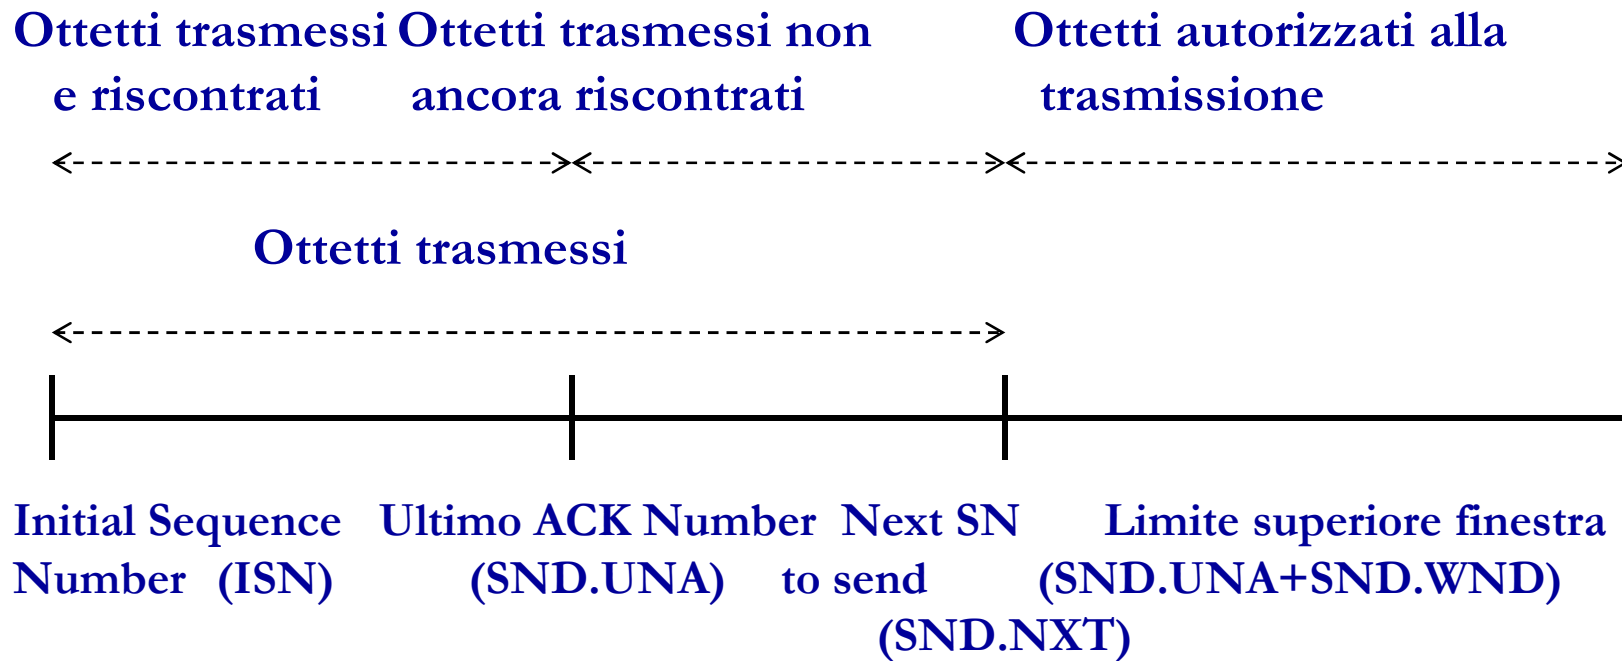 Ottetti trasmessi
e riscontrati
Ottetti trasmessi non
ancora riscontrati
Ottetti autorizzati alla
trasmissione
Ottetti trasmessi
Initial Sequence
Number (ISN)
Ultimo ACK Number
(SND.UNA)
Next SN
to send
(SND.NXT)
Limite superiore finestra
(SND.UNA+SND.WND)